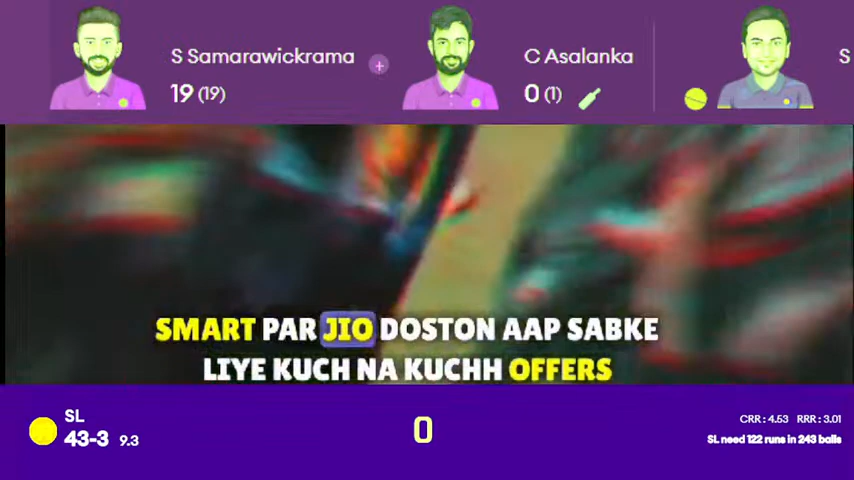 S Samarawickrama
19 (19)
C Asalanka
0 (1)
S
SMART PAR JIO DOSTON AAP SABKE
LIYE KUCH NA KUCHH OFFERS
SL
43-3 9.3
0
CRR : 4.53 RRR : 3.01
SL need 122 runs in 243 balls